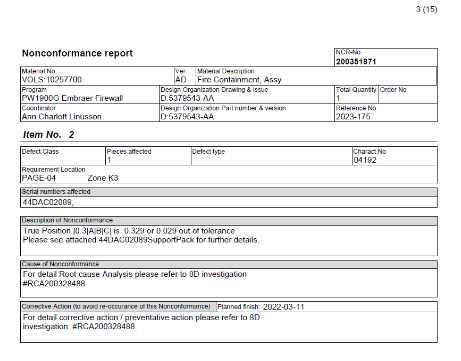 3 (15)
Nonconformance report
NCR-No
200351871
Material No.
VOLS:10257700
Ver
AD
Material Description
Fire Containment, Assy
Program
PW1900G Embraer Firewall
Design Organization Drawing & issue
D:5379543-AA
Total Quantity
1
Order No
Coordinator
Ann Charlott Linusson
Design Organization Part number & version
D:5379543-AA
Reference No.
2023-175
Item No. 2
Defect Class
Pieces affected
1
Defect type
Charact.No
04192
Requirement Location
PAGE-04 Zone K3
Serial numbers affected
44DAC02089,
Description of Nonconformance
True Position |0.3|A|B|C| is 0.329 or 0.029 out of tolerance
Please see attached 44DAC02089SupportPack for further details.
Cause of Nonconformance
For detail Root cause Analysis please refer to 8D investigation
#RCA200328488.
Corrective Action (to avoid re-occurance of this Nonconformance) Planned finish: 2022-03-11
For detail corrective action / preventative action please refer to 8D
investigation #RCA200328488.